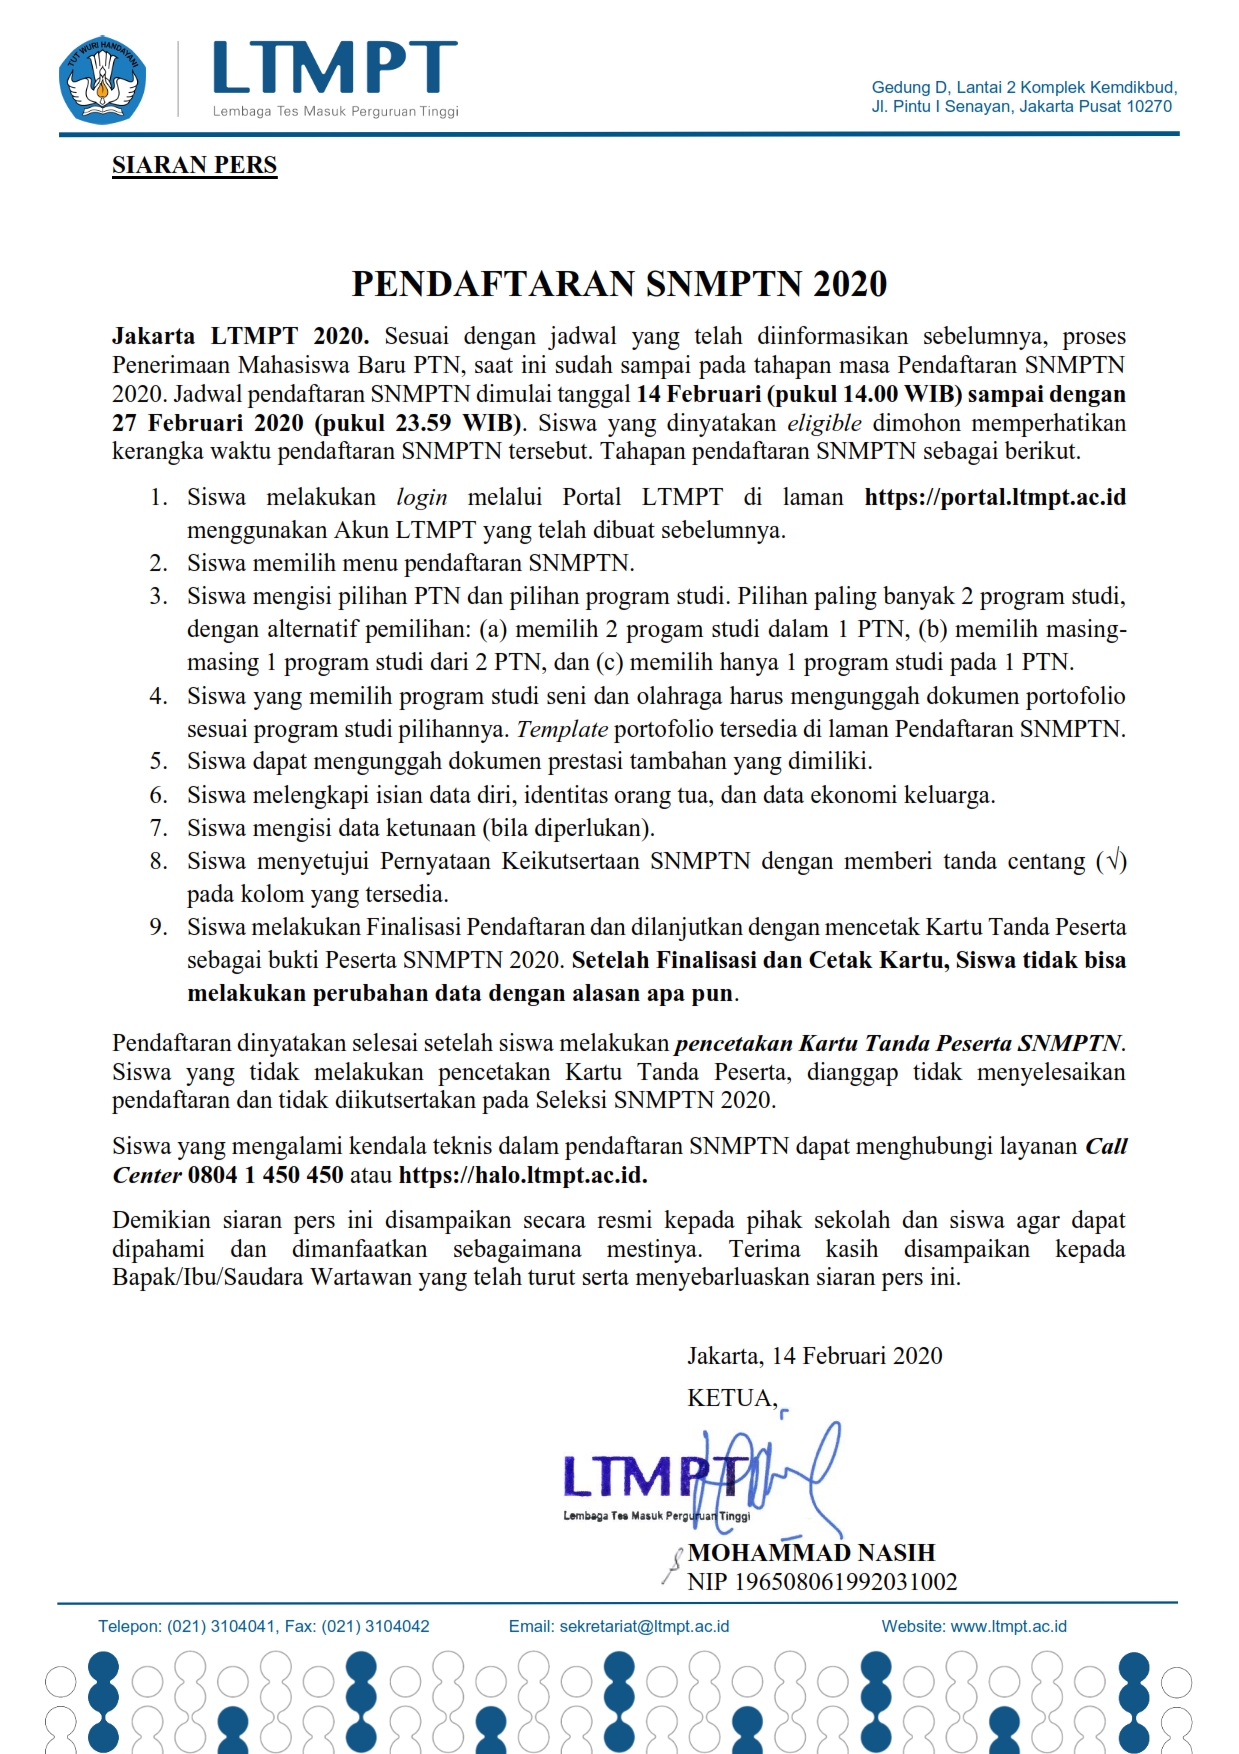 TUT WURI HANDAYANI
LTMPT
Lembaga Tes Masuk Perguruan Tinggi
Gedung D, Lantai 2 Komplek Kemdikbud,
Jl. Pintu I Senayan, Jakarta Pusat 10270
SIARAN PERS
PENDAFTARAN SNMPTN 2020
Jakarta LTMPT 2020. Sesuai dengan jadwal yang telah diinformasikan sebelumnya, proses
Penerimaan Mahasiswa Baru PTN, saat ini sudah sampai pada tahapan masa Pendaftaran SNMPTN
2020. Jadwal pendaftaran SNMPTN dimulai tanggal 14 Februari (pukul 14.00 WIB) sampai dengan
27 Februari 2020 (pukul 23.59 WIB). Siswa yang dinyatakan eligible dimohon memperhatikan
kerangka waktu pendaftaran SNMPTN tersebut. Tahapan pendaftaran SNMPTN sebagai berikut.
1. Siswa melakukan login melalui Portal LTMPT di laman https://portal.ltmpt.ac.id
menggunakan Akun LTMPT yang telah dibuat sebelumnya.
2. Siswa memilih menu pendaftaran SNMPTN.
3. Siswa mengisi pilihan PTN dan pilihan program studi. Pilihan paling banyak 2 program studi,
dengan alternatif pemilihan: (a) memilih 2 progam studi dalam 1 PTN, (b) memilih masing-
masing 1 program studi dari 2 PTN, dan (c) memilih hanya 1 program studi pada 1 PTN.
4. Siswa yang memilih program studi seni dan olahraga harus mengunggah dokumen portofolio
sesuai program studi pilihannya. Template portofolio tersedia di laman Pendaftaran SNMPTN.
5. Siswa dapat mengunggah dokumen prestasi tambahan yang dimiliki.
6. Siswa melengkapi isian data diri, identitas orang tua, dan data ekonomi keluarga.
7. Siswa mengisi data ketunaan (bila diperlukan).
8. Siswa menyetujui Pernyataan Keikutsertaan SNMPTN dengan memberi tanda centang (√)
pada kolom yang tersedia.
9. Siswa melakukan Finalisasi Pendaftaran dan dilanjutkan dengan mencetak Kartu Tanda Peserta
sebagai bukti Peserta SNMPTN 2020. Setelah Finalisasi dan Cetak Kartu, Siswa tidak bisa
melakukan perubahan data dengan alasan apa pun.
Pendaftaran dinyatakan selesai setelah siswa melakukan pencetakan Kartu Tanda Peserta SNMPTN.
Siswa yang tidak melakukan pencetakan Kartu Tanda Peserta, dianggap tidak menyelesaikan
pendaftaran dan tidak diikutsertakan pada Seleksi SNMPTN 2020.
Siswa yang mengalami kendala teknis dalam pendaftaran SNMPTN dapat menghubungi layanan Call
Center 0804 1 450 450 atau https://halo.ltmpt.ac.id.
Demikian siaran pers ini disampaikan secara resmi kepada pihak sekolah dan siswa agar dapat
dipahami dan dimanfaatkan sebagaimana mestinya. Terima kasih disampaikan kepada
Bapak/Ibu/Saudara Wartawan yang telah turut serta menyebarluaskan siaran pers ini.
Jakarta, 14 Februari 2020
KETUA,
LTMPT
Lembaga Tes Masuk Perguruan Tinggi
MOHAMMAD NASIH
NIP 196508061992031002
Telepon: (021) 3104041, Fax: (021) 3104042 Email: sekretariat@ltmpt.ac.id Website: www.ltmpt.ac.id